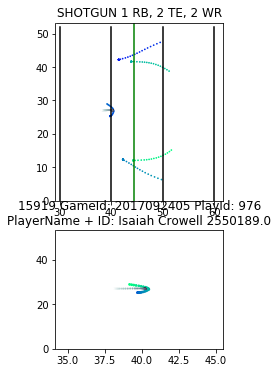 SHOTGUN 1 RB, 2 TE, 2 WR
50
40
30
20
10
0
30 40 50 60
15919 GameId: 2017092405 PlayId: 976
PlayerName + ID: Isaiah Crowell 2550189.0
40
20
0
35.0 37.5 40.0 42.5 45.0